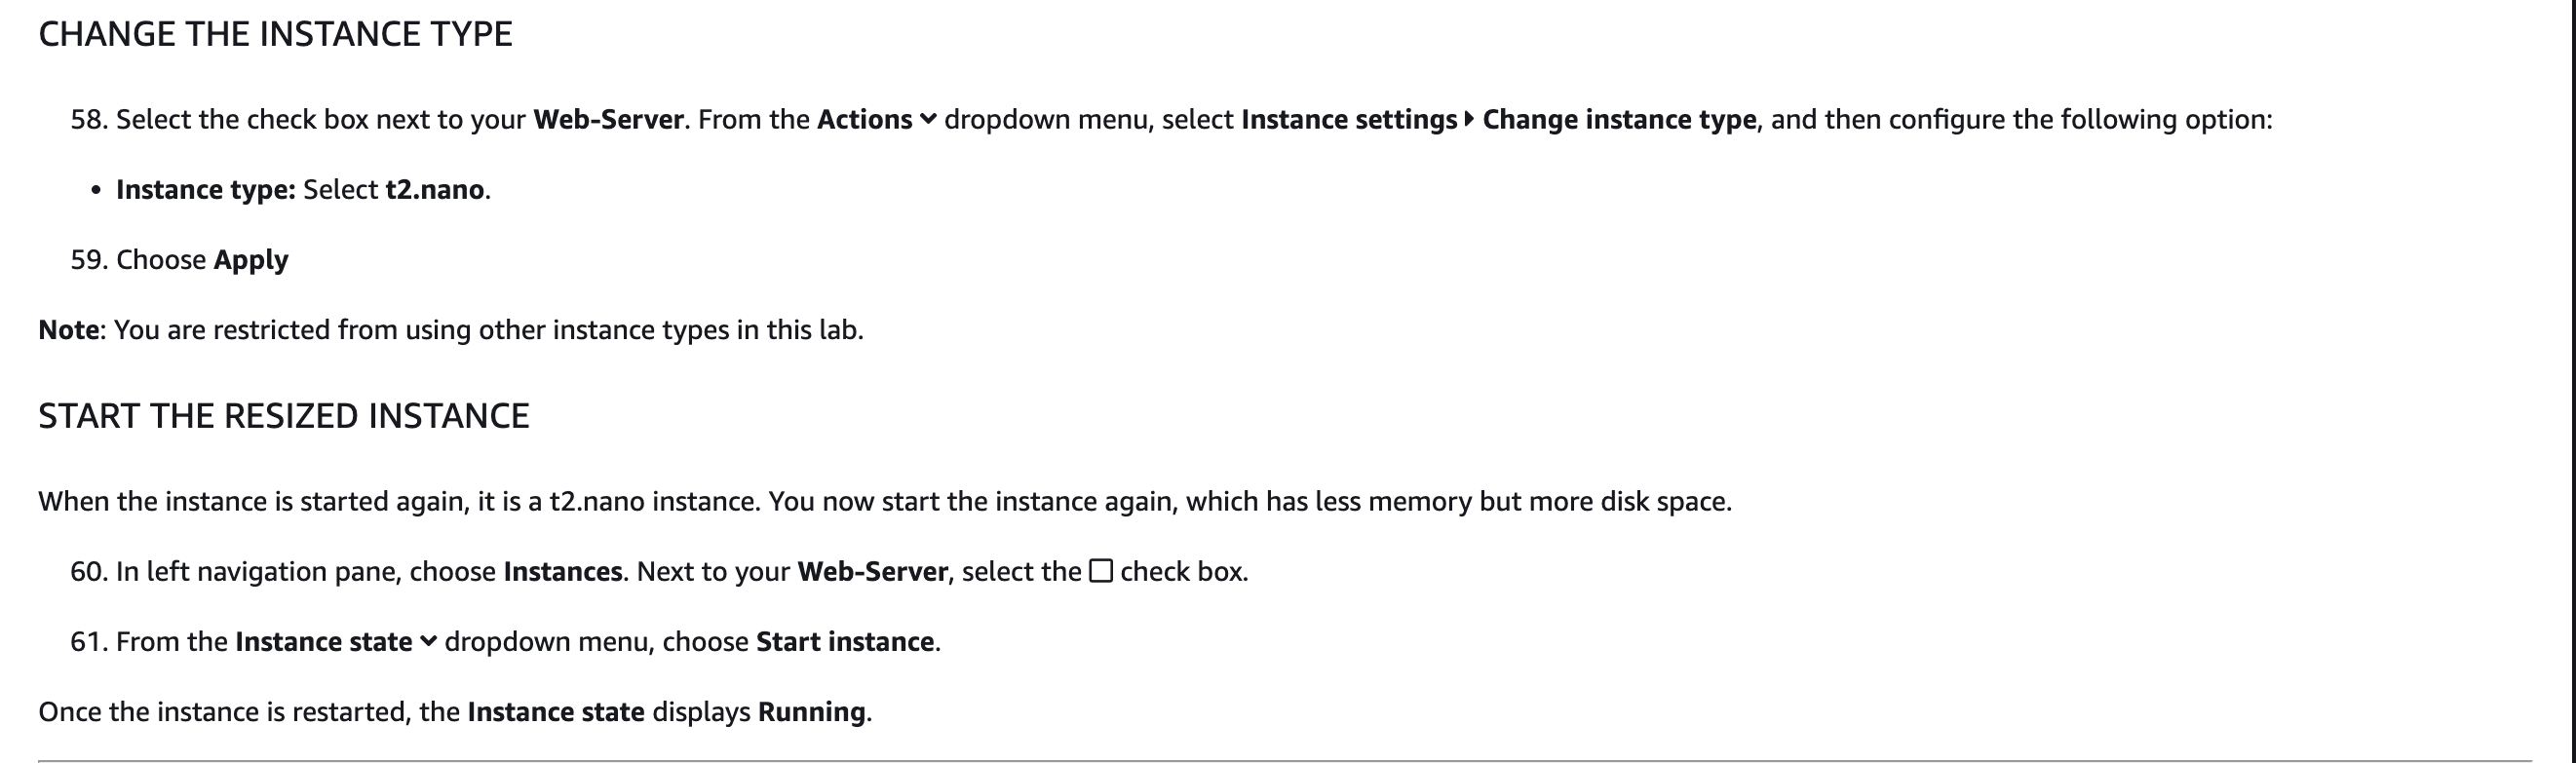 CHANGE THE INSTANCE TYPE
58. Select the check box next to your Web-Server. From the Actions dropdown menu, select Instance settings Change instance type, and then configure the following option:
• Instance type: Select t2.nano.
59. Choose Apply
Note: You are restricted from using other instance types in this lab.
START THE RESIZED INSTANCE
When the instance is started again, it is a t2.nano instance. You now start the instance again, which has less memory but more disk space.
60. In left navigation pane, choose Instances. Next to your Web-Server, select the ☐ check box.
61. From the Instance state dropdown menu, choose Start instance.
Once the instance is restarted, the Instance state displays Running.